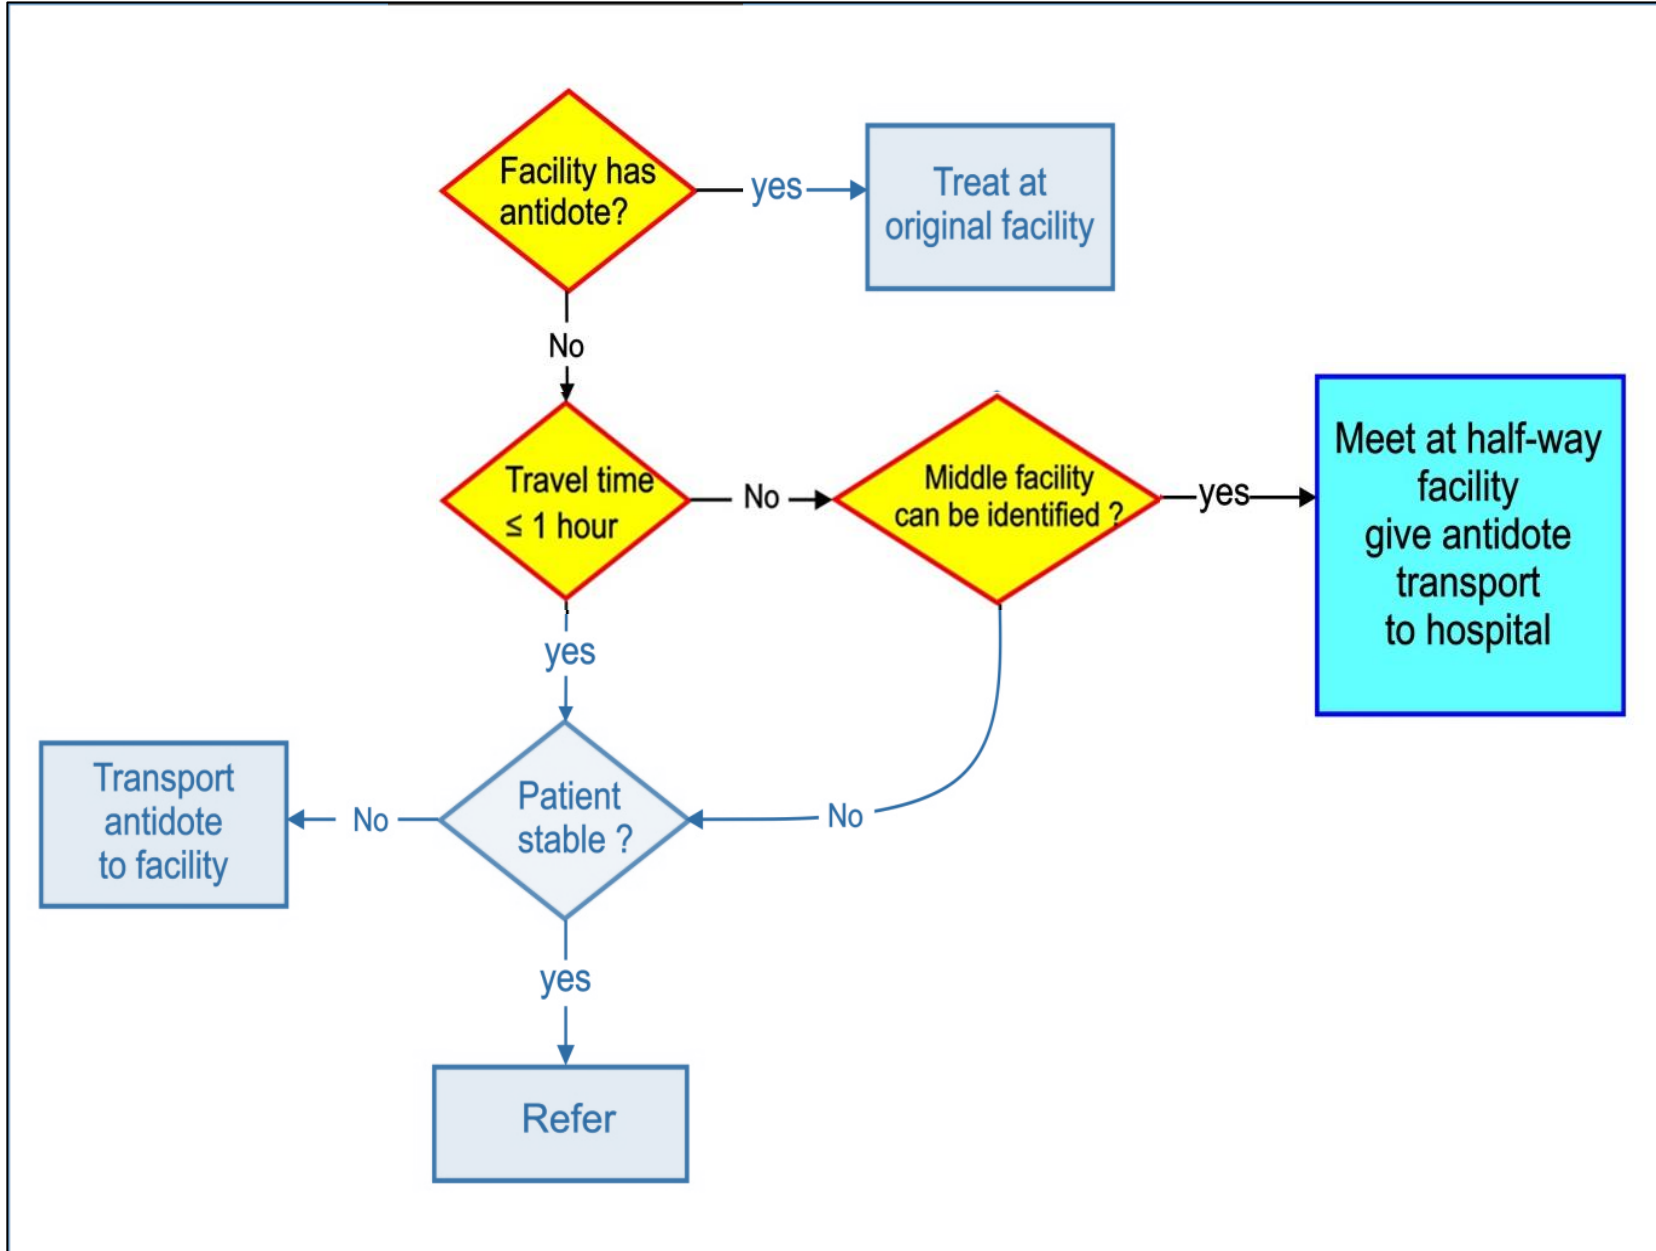 Facility has
antidote?
yes
Treat at
original facility
No
Travel time
≤ 1 hour
No
Middle facility
can be identified ?
yes
Meet at half-way
facility
give antidote
transport
to hospital
yes
No
Patient
stable ?
No
Transport
antidote
to facility
yes
Refer